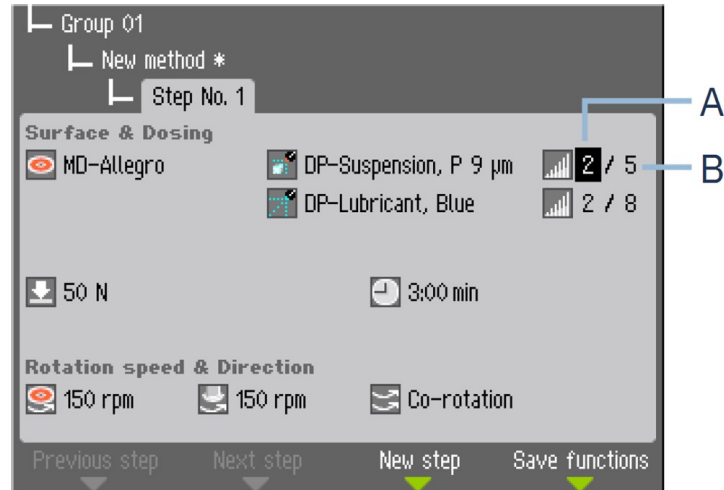 Group 01
New method *
Step No. 1
A
Surface & Dosing
MD-Allegro DP-Suspension, P 9 µm 2 / 5
B
DP-Lubricant, Blue 2 / 8
50 N 3:00 min
Rotation speed & Direction
150 rpm 150 rpm Co-rotation
Previous step Next step New step Save functions